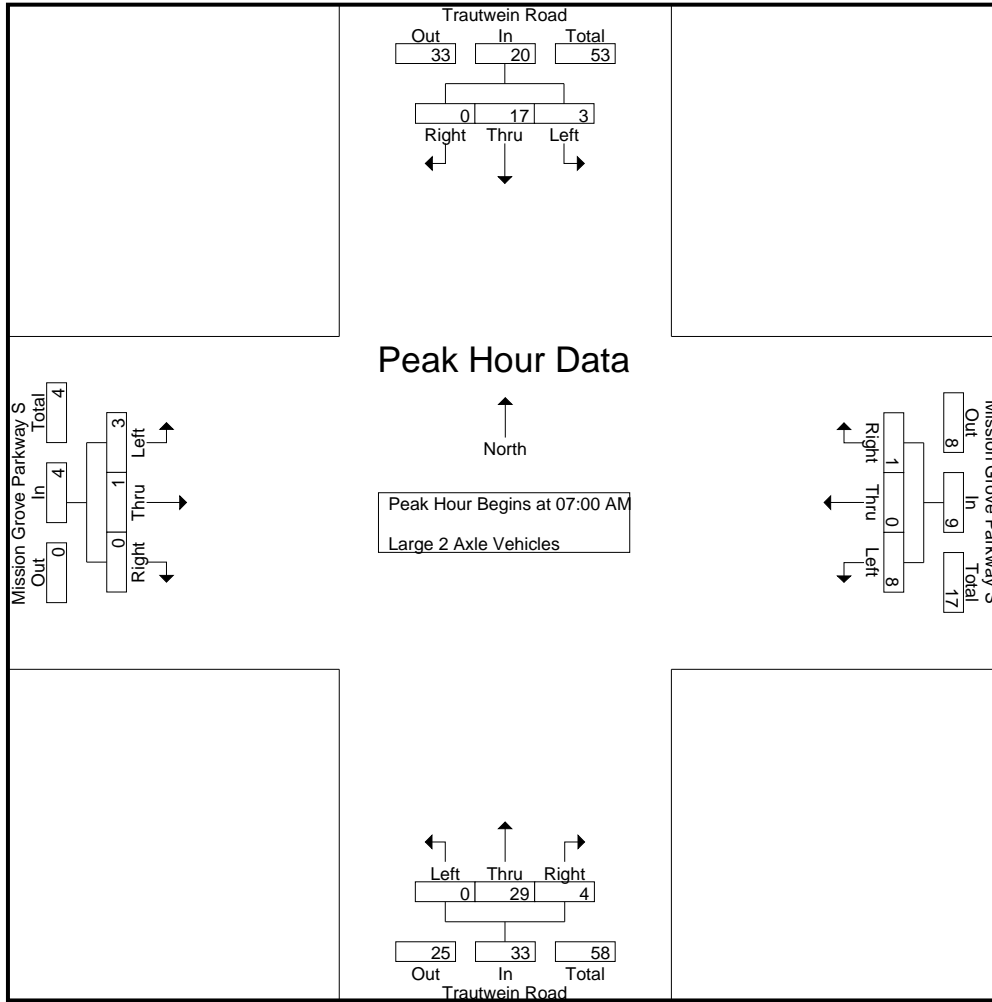 Trautwein Road
Out In Total
33 20 53
0 17 3
Right Thru Left
Peak Hour Data
North
Peak Hour Begins at 07:00 AM
Large 2 Axle Vehicles
Mission Grove Parkway S
Total In Out
4 4 0
3 1 0
Left Thru Right
Mission Grove Parkway S
Out In Total
8 9 17
1 0 8
Right Thru Left
Left Thru Right
0 29 4
25 33 58
Out In Total
Trautwein Road